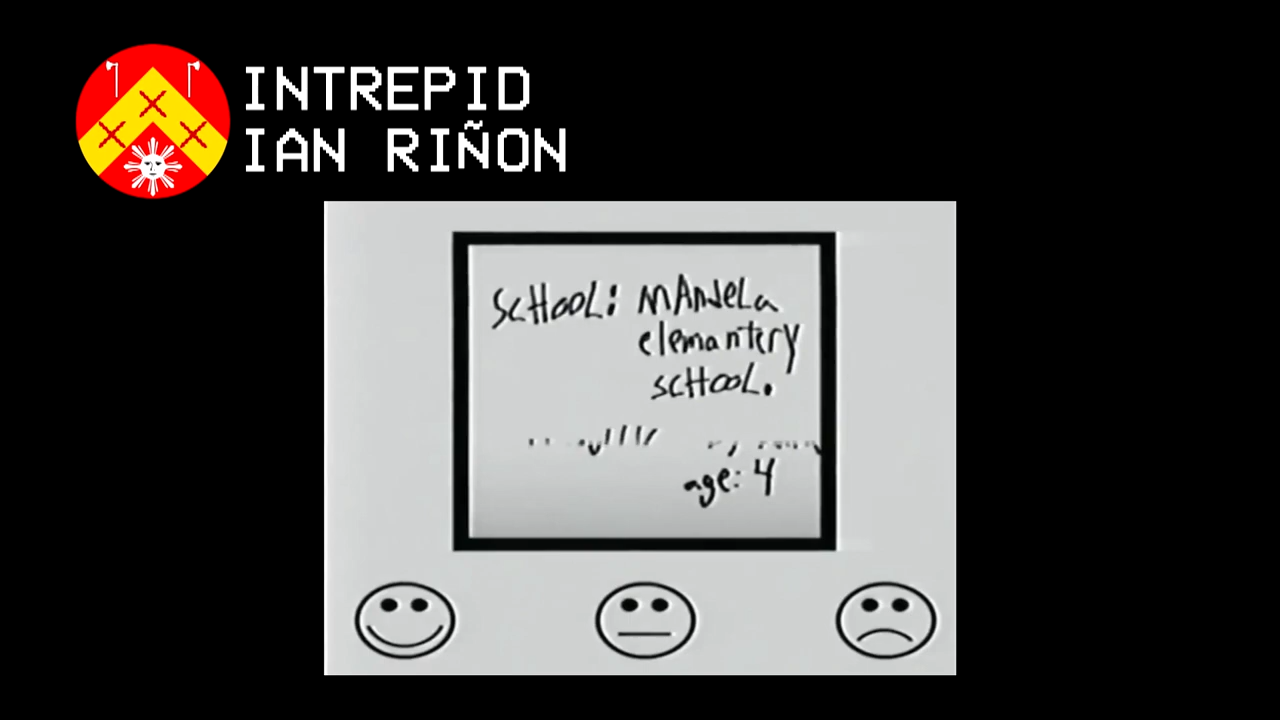 INTREPID
IAN RIÑON
SCHOOL: MANdeLa
elemantery
SCHOOL.
age: 4